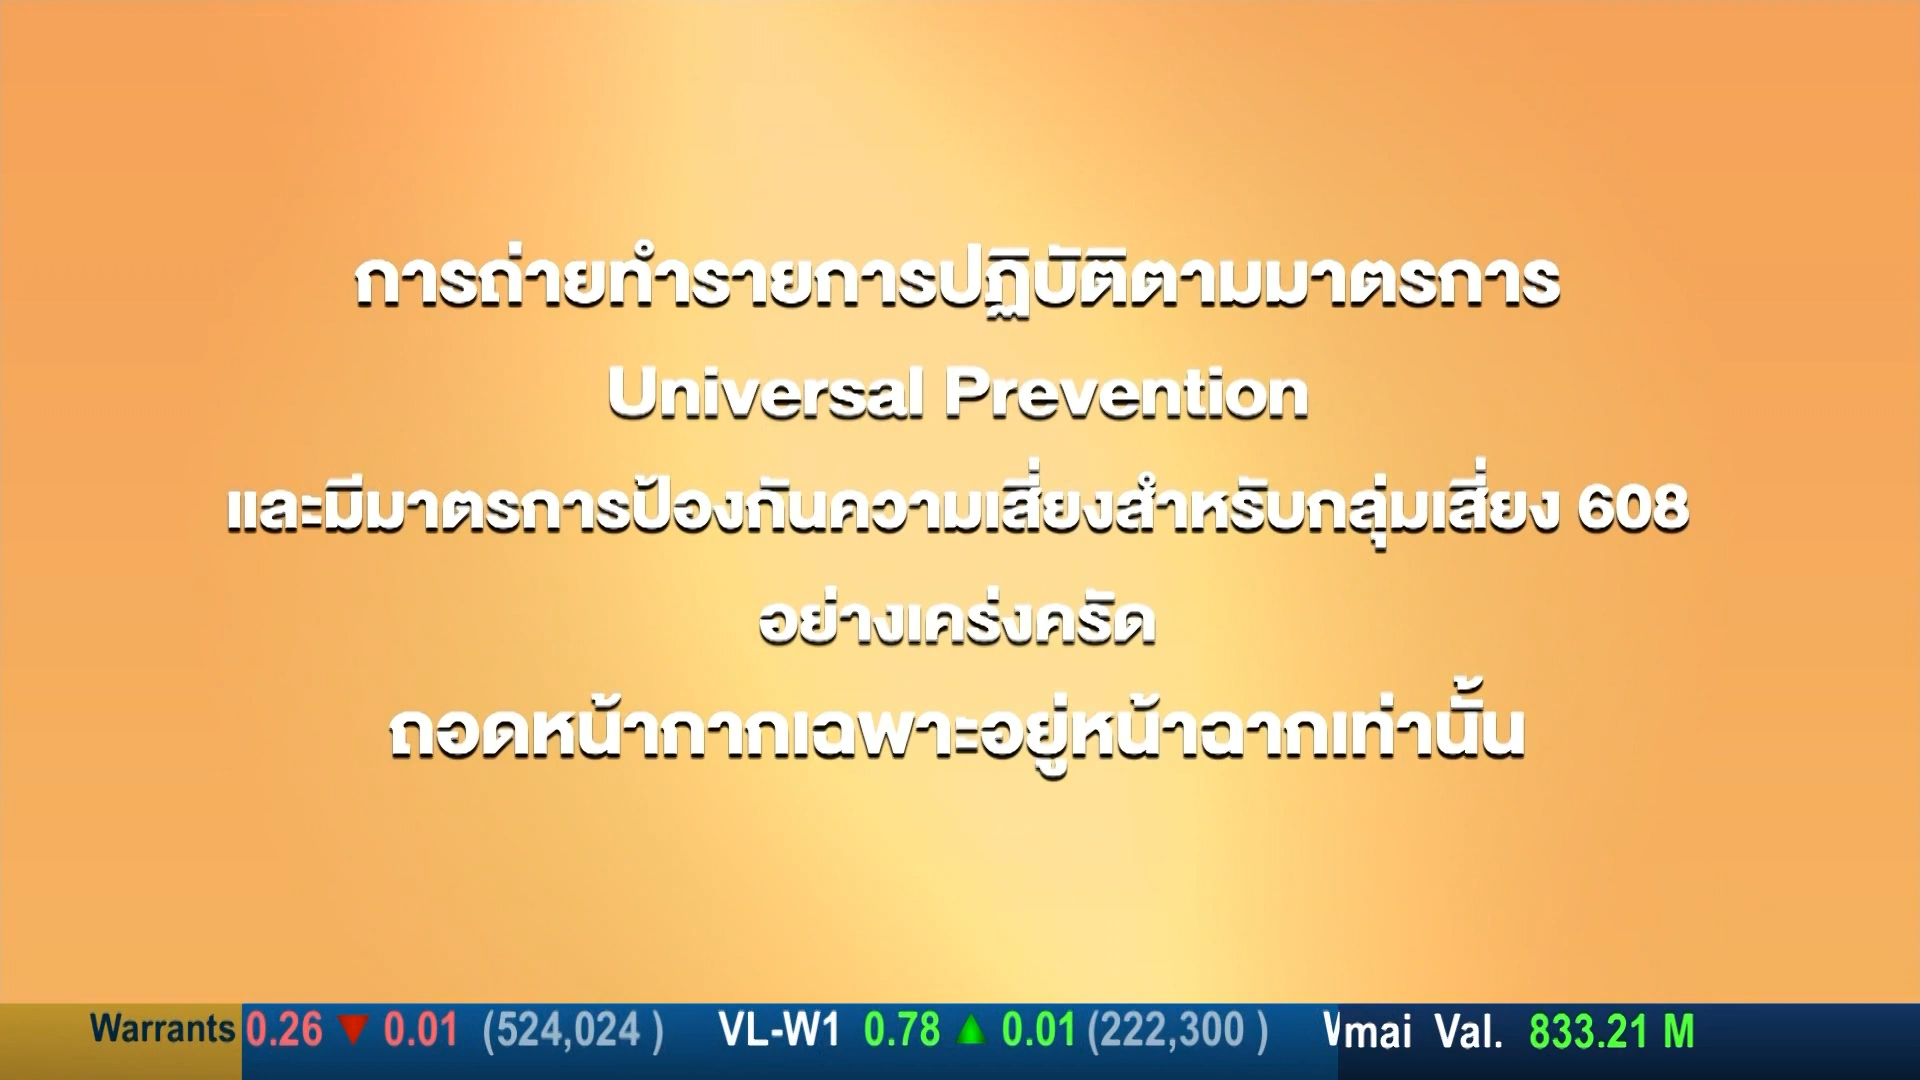 การถ่ายทำรายการปฏิบัติตามมาตรการ
Universal Prevention
และมีมาตรการป้องกันความเสี่ยงสำหรับกลุ่มเสี่ยง 608
อย่างเคร่งครัด
ถอดหน้ากากเฉพาะอยู่หน้าฉากเท่านั้น
Warrants 0.26 ▼ 0.01 (524,024 ) VL-W1 0.78 ▲ 0.01 (222,300 ) mai Val. 833.21 M